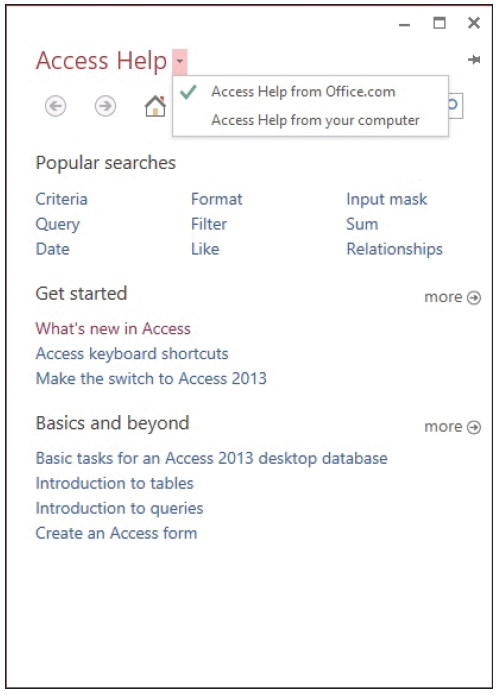 Access Help
Access Help from Office.com
Access Help from your computer
Popular searches
Criteria Format Input mask
Query Filter Sum
Date Like Relationships
Get started more
What's new in Access
Access keyboard shortcuts
Make the switch to Access 2013
Basics and beyond more
Basic tasks for an Access 2013 desktop database
Introduction to tables
Introduction to queries
Create an Access form